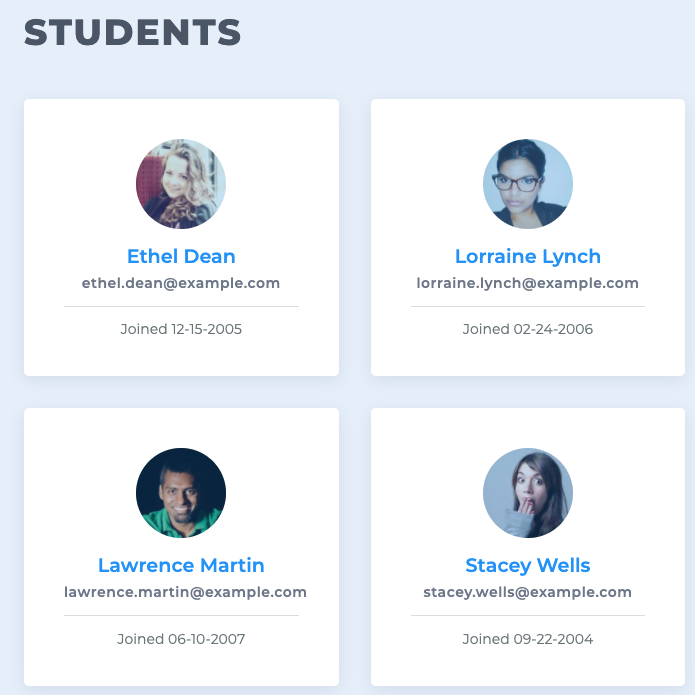 STUDENTS
Ethel Dean
ethel.dean@example.com
Joined 12-15-2005
Lorraine Lynch
lorraine.lynch@example.com
Joined 02-24-2006
Lawrence Martin
lawrence.martin@example.com
Joined 06-10-2007
Stacey Wells
stacey.wells@example.com
Joined 09-22-2004